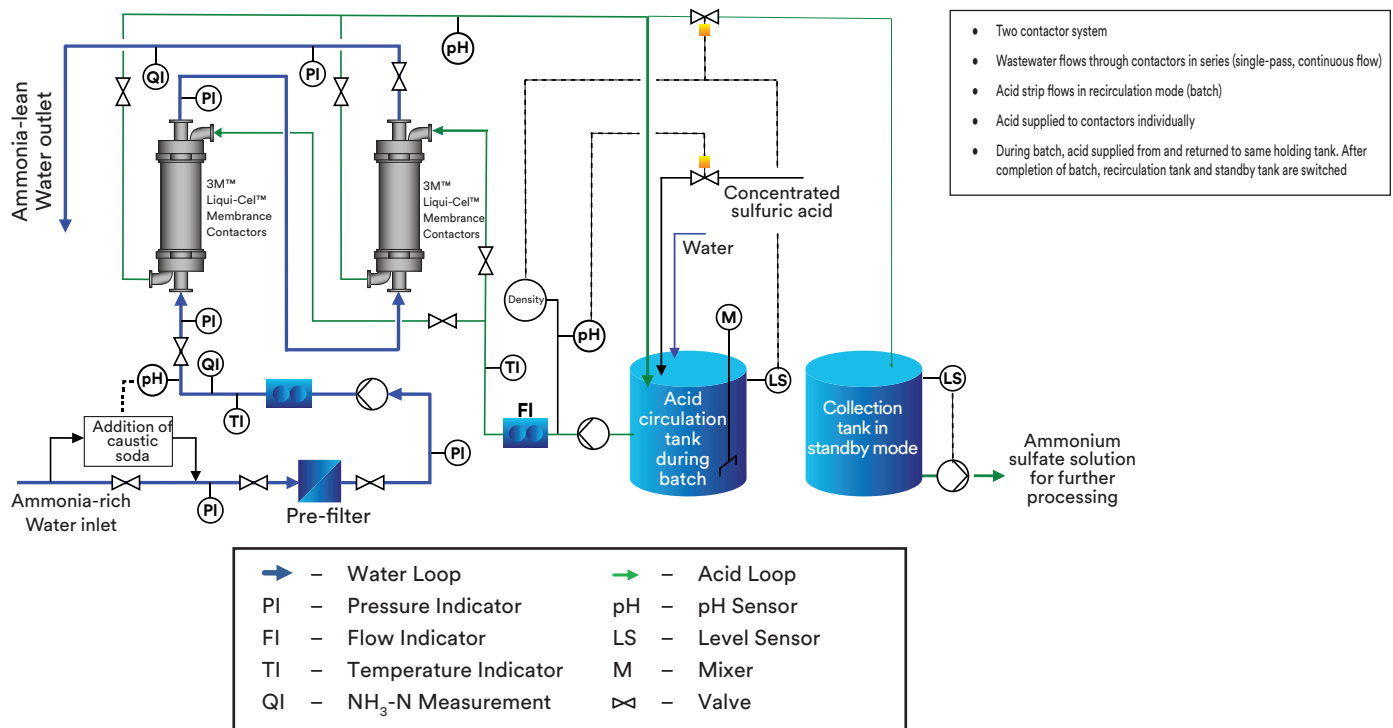 QI
PI
pH
PI
Ammonia-lean
Water outlet
3M™
Liqui-Cel™
Membrance
Contactors
3M™
Liqui-Cel™
Membrance
Contactors
Concentrated
sulfuric acid
Water
Density
pH
M
PI
QI
pH
TI
TI
FI
LS
LS
Addition of
caustic
soda
PI
PI
Ammonia-rich
Water inlet
Pre-filter
Acid
circulation
tank
during
batch
Collection
tank in
standby mode
Ammonium
sulfate solution
for further
processing
• Two contactor system
• Wastewater flows through contactors in series (single-pass, continuous flow)
• Acid strip flows in recirculation mode (batch)
• Acid supplied to contactors individually
• During batch, acid supplied from and returned to same holding tank. After
completion of batch, recirculation tank and standby tank are switched
– Water Loop
PI – Pressure Indicator
FI – Flow Indicator
TI – Temperature Indicator
QI – NH₃-N Measurement
– Acid Loop
pH – pH Sensor
LS – Level Sensor
M – Mixer
– Valve